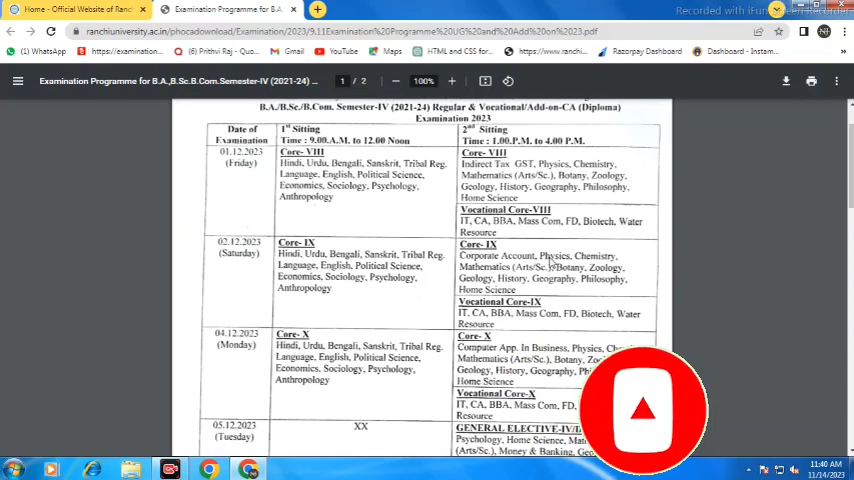 Home - Official Website of Ranchi
Examination Programme for B.A.
Recorded with iFun Screen Recorder
ranchiuniversity.ac.in/phocadownload/Examination/2023/9.11Examination%20Programme%20UG%20and%20Add%20on%2023.pdf
(1) WhatsApp
https://examination...
(6) Prithvi Raj - Quo...
Gmail
YouTube
Maps
HTML and CSS for...
https://www.ranchi...
Razorpay Dashboard
Dashboard - Instam...
Examination Programme for B.A.,B.Sc.B.Com.Semester-IV (2021-24) ...
1 / 2
100%
B.A./B.Sc./B.Com. Semester-IV (2021-24) Regular & Vocational/Add-on-CA (Diploma)
Examination 2023
Date of Examination
1st Sitting
Time : 9.00.A.M. to 12.00 Noon
2nd Sitting
Time : 1.00.P.M. to 4.00 P.M.
01.12.2023
(Friday)
Core- VIII
Hindi, Urdu, Bengali, Sanskrit, Tribal Reg.
Language, English, Political Science,
Economics, Sociology, Psychology,
Anthropology
Core- VIII
Indirect Tax GST, Physics, Chemistry,
Mathematics (Arts/Sc.), Botany, Zoology,
Geology, History, Geography, Philosophy,
Home Science
Vocational Core-VIII
IT, CA, BBA, Mass Com, FD, Biotech, Water
Resource
02.12.2023
(Saturday)
Core- IX
Hindi, Urdu, Bengali, Sanskrit, Tribal Reg.
Language, English, Political Science,
Economics, Sociology, Psychology,
Anthropology
Core- IX
Corporate Account, Physics, Chemistry,
Mathematics (Arts/Sc.), Botany, Zoology,
Geology, History, Geography, Philosophy,
Home Science
Vocational Core-IX
IT, CA, BBA, Mass Com, FD, Biotech, Water
Resource
04.12.2023
(Monday)
Core- X
Hindi, Urdu, Bengali, Sanskrit, Tribal Reg.
Language, English, Political Science,
Economics, Sociology, Psychology,
Anthropology
Core- X
Computer App. In Business, Physics,
Mathematics (Arts/Sc.), Botany,
Geology, History, Geography,
Home Science
Vocational Core-X
IT, CA, BBA, Mass Com, FD,
Resource
05.12.2023
(Tuesday)
XX
GENERAL ELECTIVE-IV/
Psychology, Home Science,
(Arts/Sc.), Money & Banking,
11:40 AM
11/14/2023